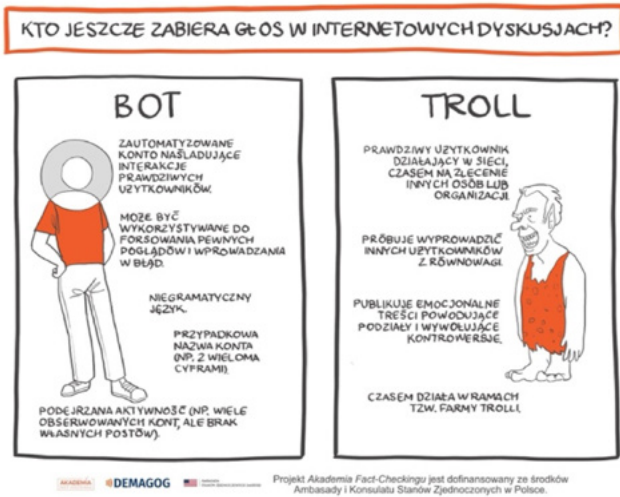 KTO JESZCZE ZABIERA GŁOS W INTERNETOWYCH DYSKUSJACH?
BOT
ZAUTOMATYZOWANE
KONTO NAŚLADUJĄCE
INTERAKCJE
PRAWDZIWYCH
UŻYTKOWNIKÓW.
MOŻE BYĆ
WYKORZYSTYWANE DO
FORSOWANIA PEWNYCH
POGLĄDÓW I WPROWADZANIA
W BŁĄD.
NIEGRAMATYCZNY
JĘZYK.
PRZYPADKOWA
NAZWA KONTA
(NP. Z WIELOMA
CYFRAMI).
PODEJRZANA AKTYWNOŚĆ (NP. WIELE
OBSERWOWANYCH KONT, ALE BRAK
WŁASNYCH POSTÓW).
TROLL
PRAWDZIWY UŻYTKOWNIK
DZIAŁAJĄCY W SIECI,
CZASEM NA ZLECENIE
INNYCH OSÓB LUB
ORGANIZACJI.
PRÓBUJE WYPROWADZIĆ
INNYCH UŻYTKOWNIKÓW
Z RÓWNOWAGI.
PUBLIKUJE EMOCJONALNE
TREŚCI POWODUJĄCE
PODZIAŁY I WYWOŁUJĄCE
KONTROWERSJE.
CZASEM DZIAŁA W RAMACH
TZW. FARMY TROLLI.
AKADEMIA
DEMAGOG
Projekt Akademia Fact-Checkingu jest dofinansowany ze środków
Ambasady i Konsulatu Stanów Zjednoczonych w Polsce.